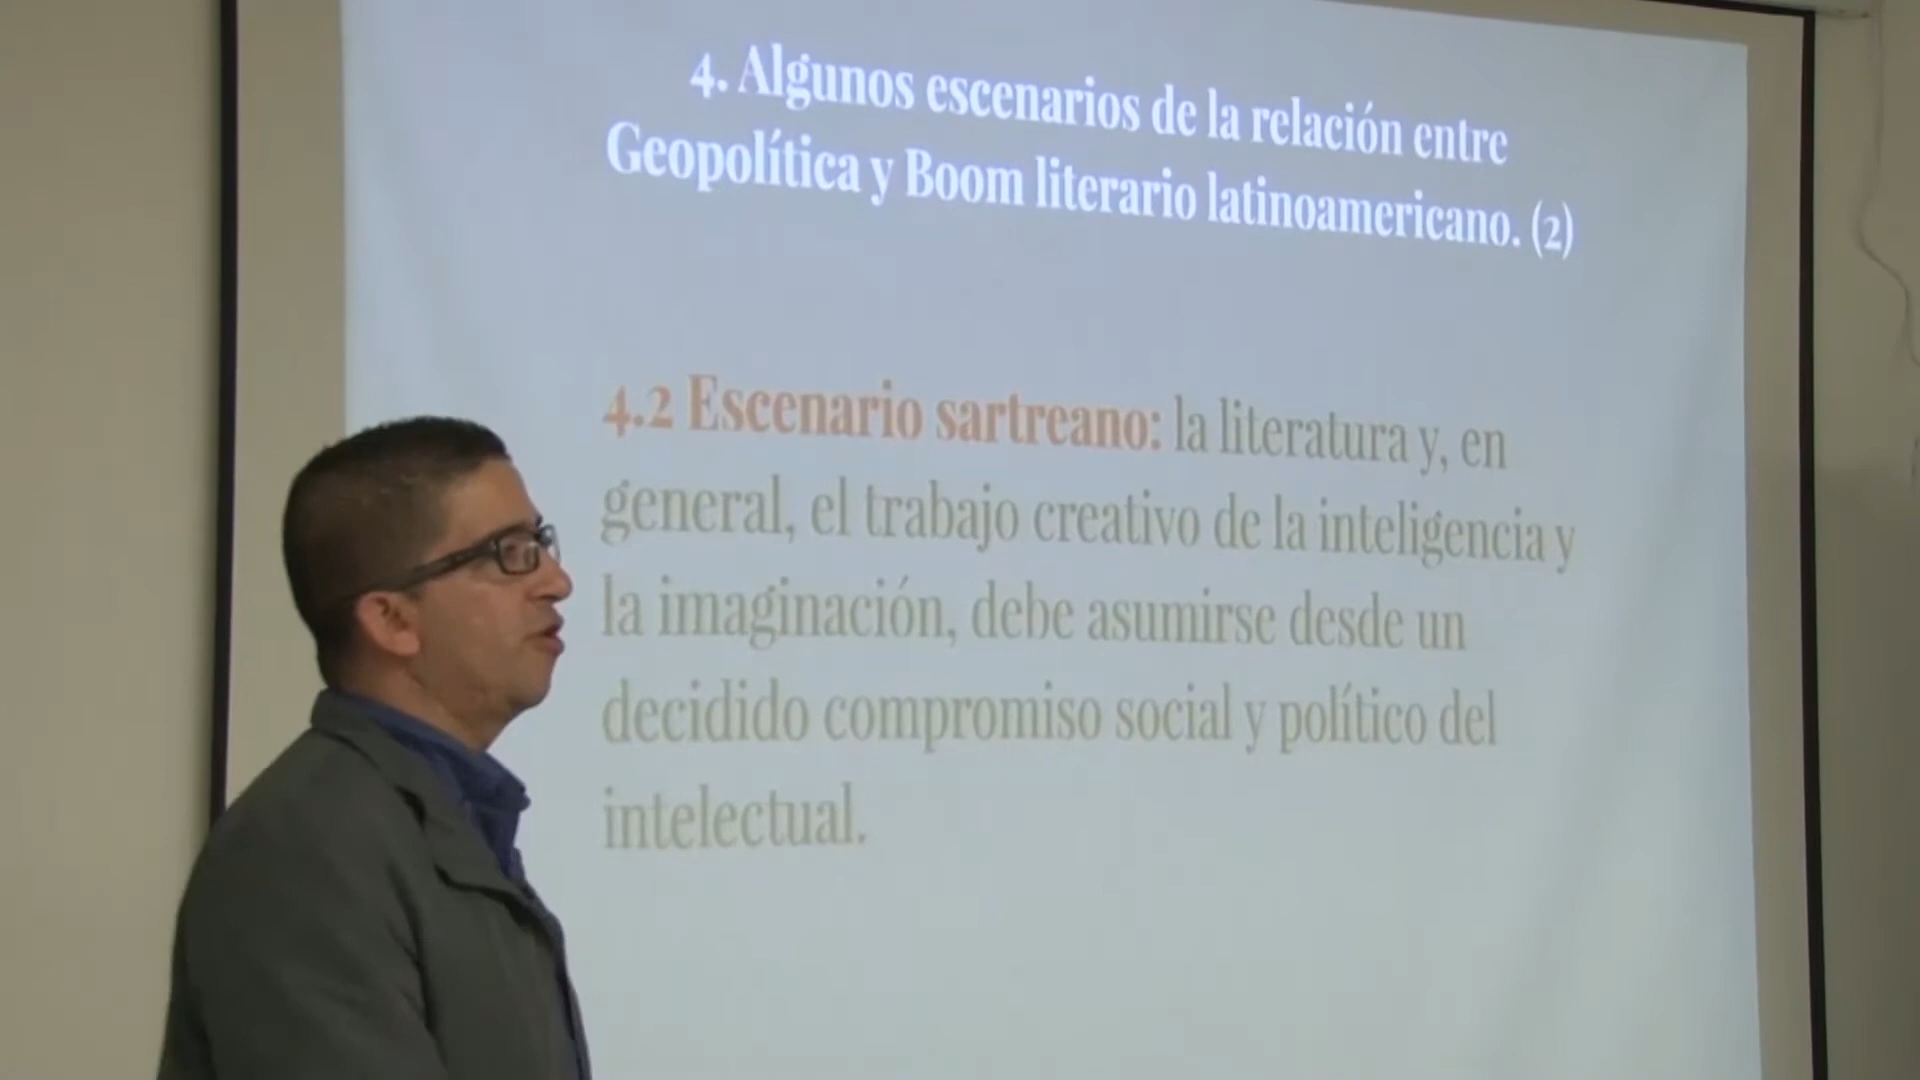 4. Algunos escenarios de la relación entre
Geopolítica y Boom literario latinoamericano. (2)
4.2 Escenario sartreano: la literatura y, en
general, el trabajo creativo de la inteligencia y
la imaginación, debe asumirse desde un
decidido compromiso social y político del
intelectual.